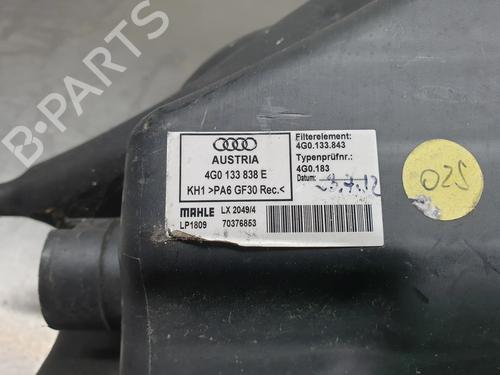 B-PARTS
AUSTRIA
4G0 133 838 E
KH1 >PA6 GF30 Rec.<
MAHLE LX 2049/4
LP1809 70376853
Filterelement:
4G0.133.843
Typenprüfnr.:
4G0.183
Datum:
025